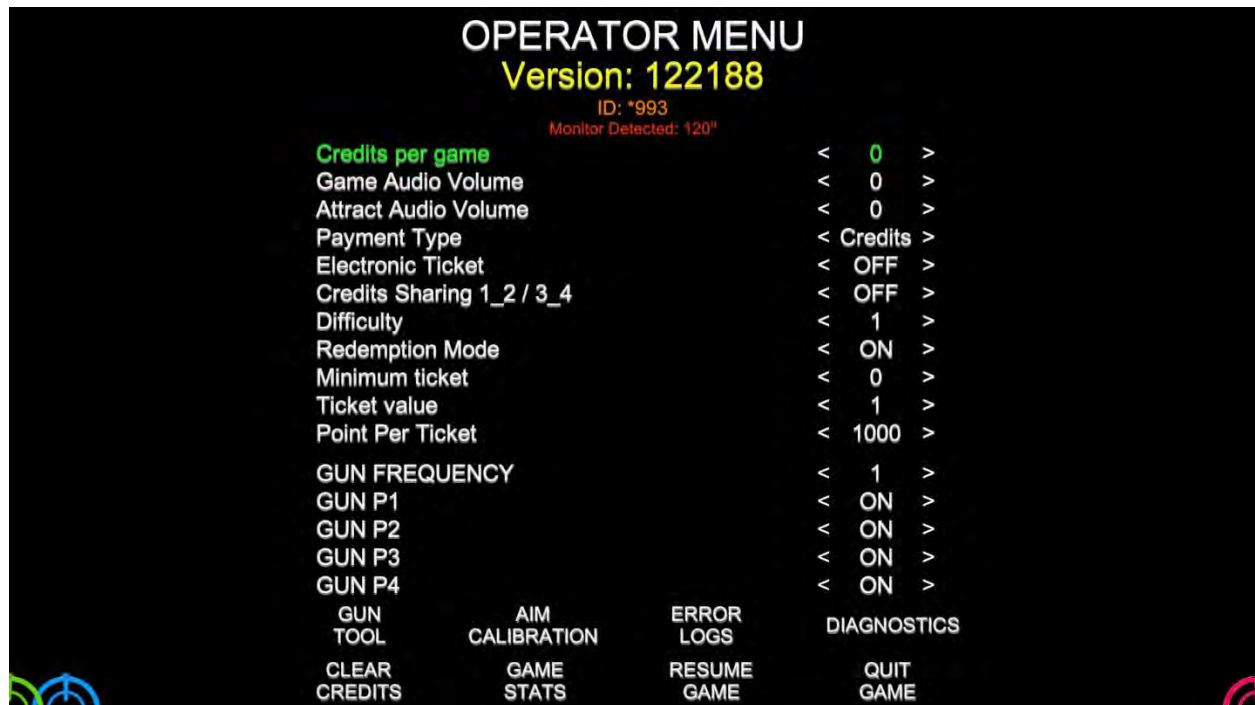 OPERATOR MENU
Version: 122188
ID: *993
Monitor Detected: 120"
Credits per game < 0 >
Game Audio Volume < 0 >
Attract Audio Volume < 0 >
Payment Type < Credits >
Electronic Ticket < OFF >
Credits Sharing 1_2 / 3_4 < OFF >
Difficulty < 1 >
Redemption Mode < ON >
Minimum ticket < 0 >
Ticket value < 1 >
Point Per Ticket < 1000 >
GUN FREQUENCY < 1 >
GUN P1 < ON >
GUN P2 < ON >
GUN P3 < ON >
GUN P4 < ON >
GUN AIM ERROR DIAGNOSTICS
TOOL CALIBRATION LOGS
CLEAR GAME RESUME QUIT
CREDITS STATS GAME GAME